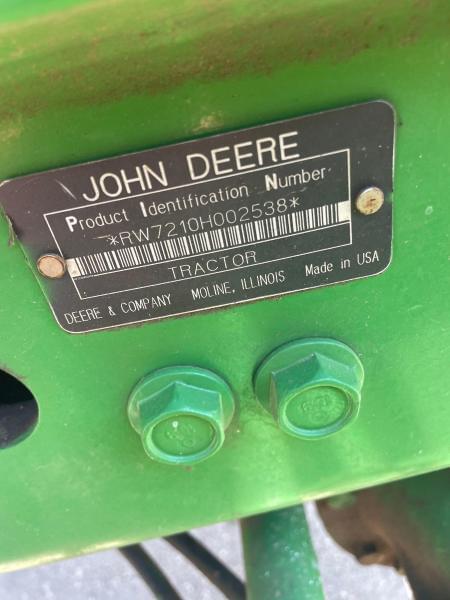 JOHN DEERE
Product Identification Number
*RW7210H002538*
TRACTOR
DEERE & COMPANY MOLINE, ILLINOIS Made in USA